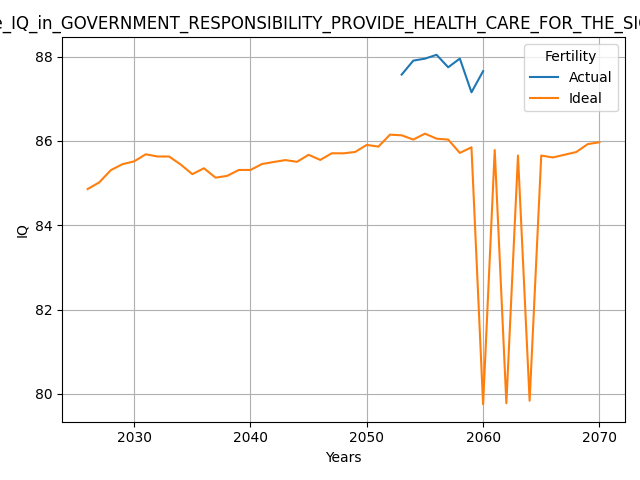 e_IQ_in_GOVERNMENT_RESPONSIBILITY_PROVIDE_HEALTH_CARE_FOR_THE_SI
Fertility
Actual
Ideal
88
86
84
82
80
IQ
2030 2040 2050 2060 2070
Years